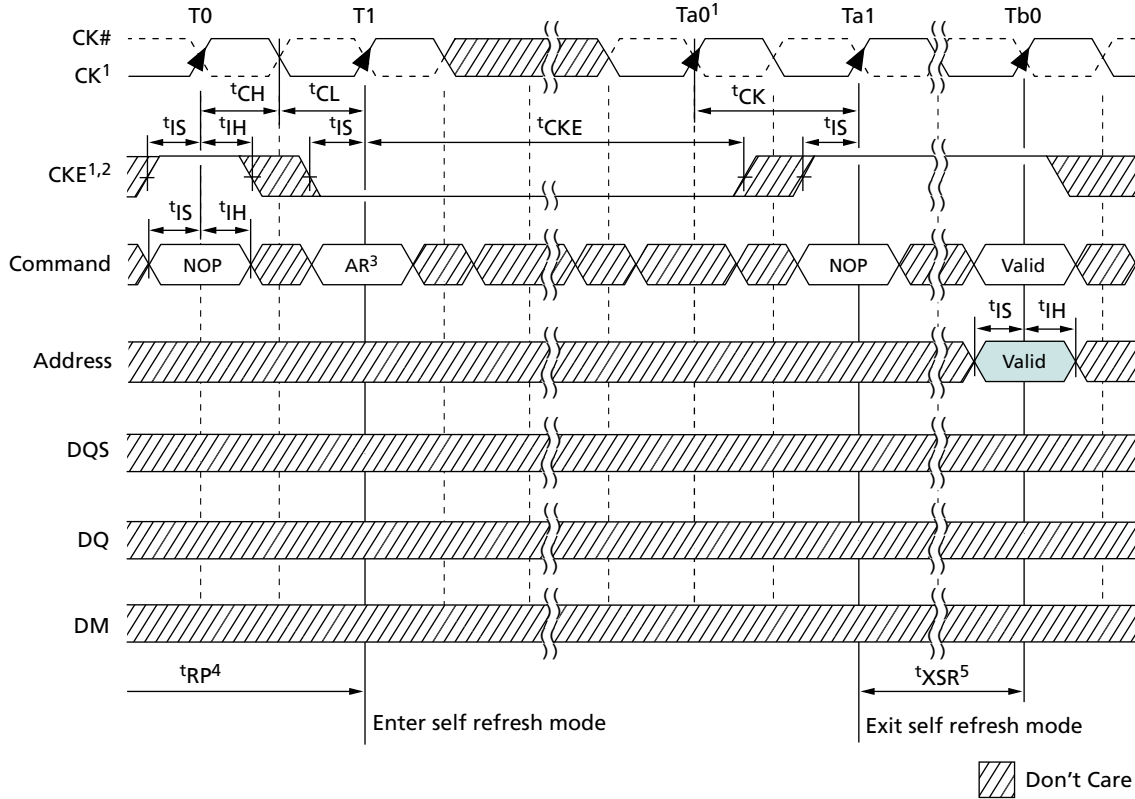 T0 T1 Ta0¹ Ta1 Tb0
CK#
CK¹
tCH tCL tCK
tIS tIH tIS tCKE tIS
CKE¹,²
tIS tIH
Command NOP AR³ NOP Valid
tIS tIH
Address Valid
DQS
DQ
DM
tRP⁴ tXSR⁵
Enter self refresh mode Exit self refresh mode
Don't Care